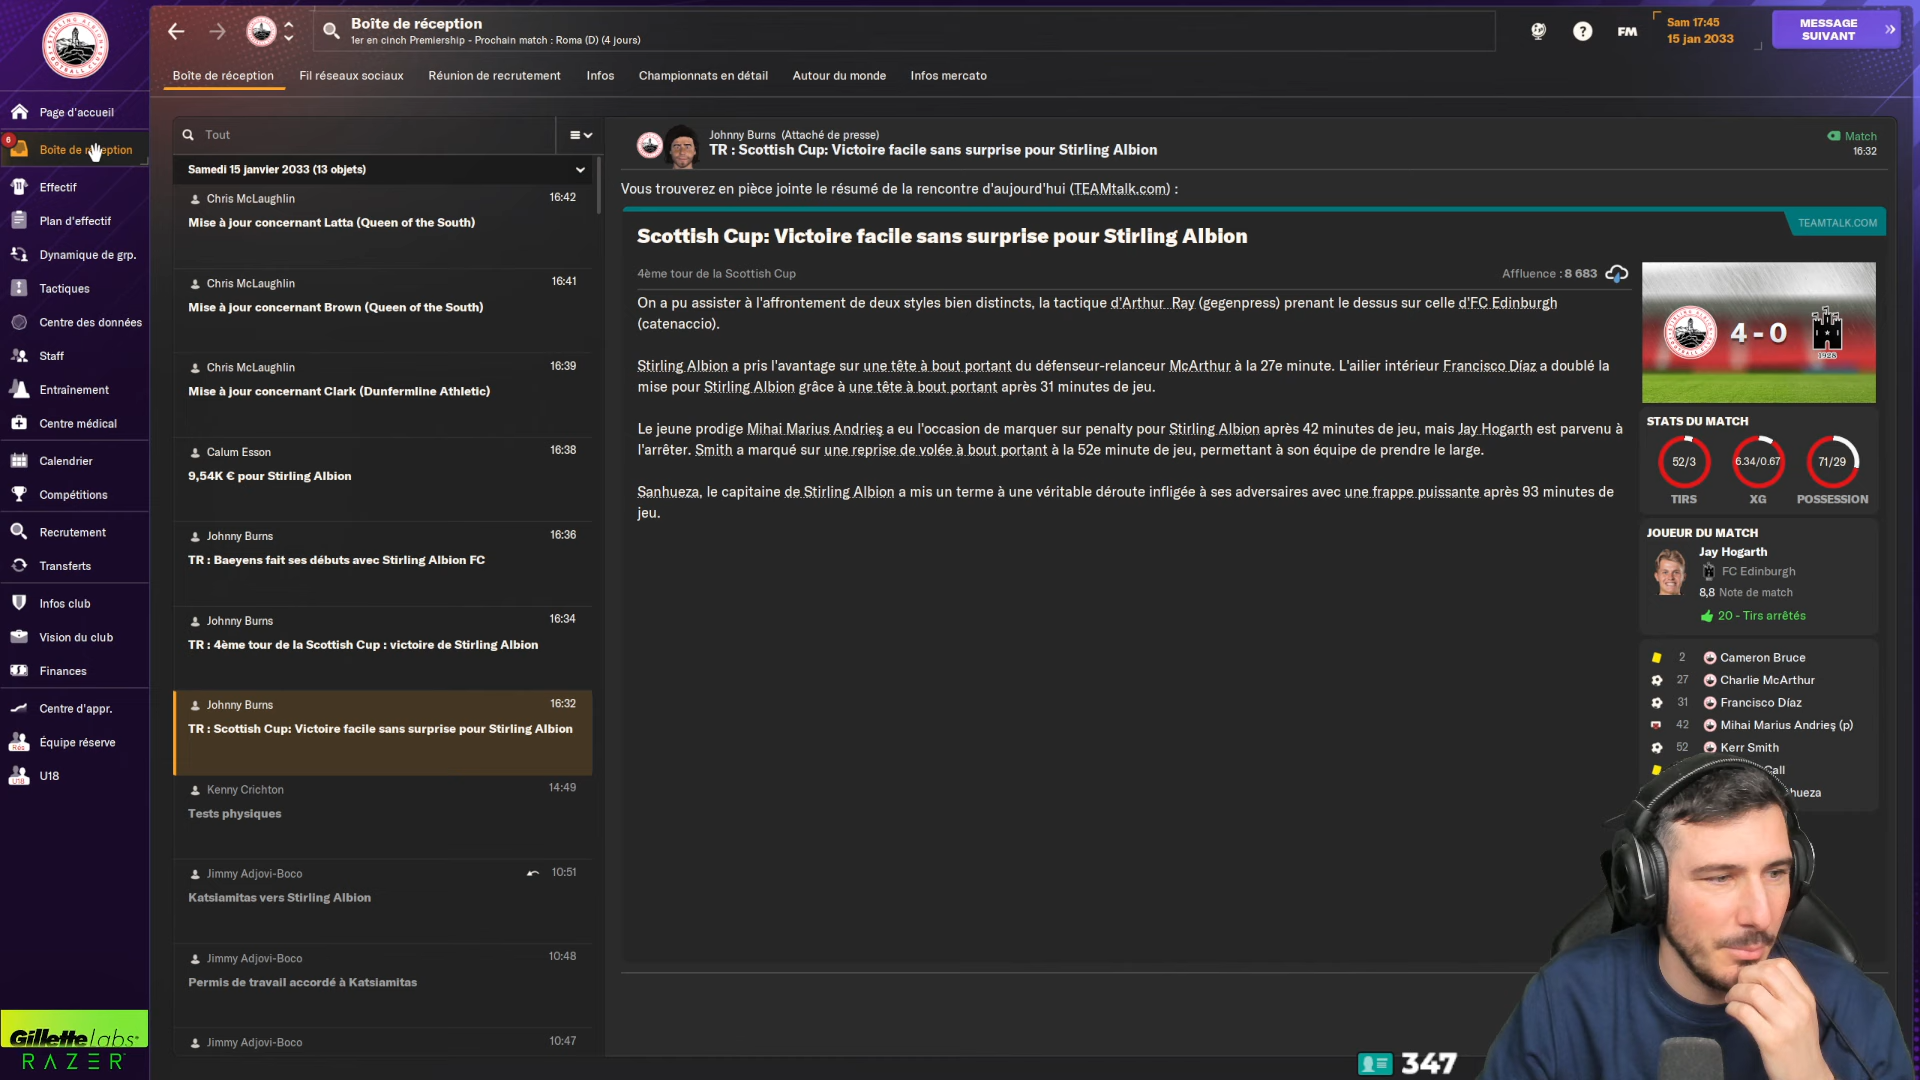 Boîte de réception
1er en cinch Premiership - Prochain match : Roma (D) (4 jours)
FM
Sam 17:45
15 jan 2033
MESSAGE
SUIVANT
Boîte de réception
Fil réseaux sociaux
Réunion de recrutement
Infos
Championnats en détail
Autour du monde
Infos mercato
Page d'accueil
6
Boîte de réception
Effectif
Plan d'effectif
Dynamique de grp.
Tactiques
Centre des données
Staff
Entraînement
Centre médical
Calendrier
Compétitions
Recrutement
Transferts
Infos club
Vision du club
Finances
Centre d'appr.
Équipe réserve
U18
Gillette Labs
RAZER
Tout
Samedi 15 janvier 2033 (13 objets)
Chris McLaughlin 16:42
Mise à jour concernant Latta (Queen of the South)
Chris McLaughlin 16:41
Mise à jour concernant Brown (Queen of the South)
Chris McLaughlin 16:39
Mise à jour concernant Clark (Dunfermline Athletic)
Calum Esson 16:38
9,54K € pour Stirling Albion
Johnny Burns 16:36
TR : Baeyens fait ses débuts avec Stirling Albion FC
Johnny Burns 16:34
TR : 4ème tour de la Scottish Cup : victoire de Stirling Albion
Johnny Burns 16:32
TR : Scottish Cup: Victoire facile sans surprise pour Stirling Albion
Kenny Crichton 14:49
Tests physiques
Jimmy Adjovi-Boco 10:51
Katsiamitas vers Stirling Albion
Jimmy Adjovi-Boco 10:48
Permis de travail accordé à Katsiamitas
Jimmy Adjovi-Boco 10:47
Johnny Burns (Attaché de presse)
TR : Scottish Cup: Victoire facile sans surprise pour Stirling Albion
Match
16:32
Vous trouverez en pièce jointe le résumé de la rencontre d'aujourd'hui (TEAMtalk.com) :
TEAMTALK.COM
Scottish Cup: Victoire facile sans surprise pour Stirling Albion
4ème tour de la Scottish Cup
Affluence : 8 683
On a pu assister à l'affrontement de deux styles bien distincts, la tactique d'Arthur Ray (gegenpress) prenant le dessus sur celle d'FC Edinburgh
(catenaccio).
Stirling Albion a pris l'avantage sur une tête à bout portant du défenseur-relanceur McArthur à la 27e minute. L'ailier intérieur Francisco Díaz a doublé la
mise pour Stirling Albion grâce à une tête à bout portant après 31 minutes de jeu.
Le jeune prodige Mihai Marius Andrieş a eu l'occasion de marquer sur penalty pour Stirling Albion après 42 minutes de jeu, mais Jay Hogarth est parvenu à
l'arrêter. Smith a marqué sur une reprise de volée à bout portant à la 52e minute de jeu, permettant à son équipe de prendre le large.
Sanhueza, le capitaine de Stirling Albion a mis un terme à une véritable déroute infligée à ses adversaires avec une frappe puissante après 93 minutes de
jeu.
4 - 0
STATS DU MATCH
52/3
6.34/0.67
71/29
TIRS
XG
POSSESSION
JOUEUR DU MATCH
Jay Hogarth
FC Edinburgh
8,8 Note de match
20 - Tirs arrêtés
2 Cameron Bruce
27 Charlie McArthur
31 Francisco Díaz
42 Mihai Marius Andrieş (p)
52 Kerr Smith
347